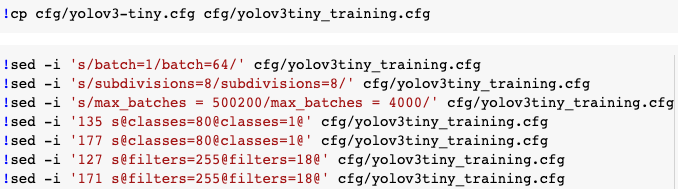 !cp cfg/yolov3-tiny.cfg cfg/yolov3tiny_training.cfg
!sed -i 's/batch=1/batch=64/' cfg/yolov3tiny_training.cfg
!sed -i 's/subdivisions=8/subdivisions=8/' cfg/yolov3tiny_training.cfg
!sed -i 's/max_batches = 500200/max_batches = 4000/' cfg/yolov3tiny_training.cfg
!sed -i '135 s@classes=80@classes=1@' cfg/yolov3tiny_training.cfg
!sed -i '177 s@classes=80@classes=1@' cfg/yolov3tiny_training.cfg
!sed -i '127 s@filters=255@filters=18@' cfg/yolov3tiny_training.cfg
!sed -i '171 s@filters=255@filters=18@' cfg/yolov3tiny_training.cfg